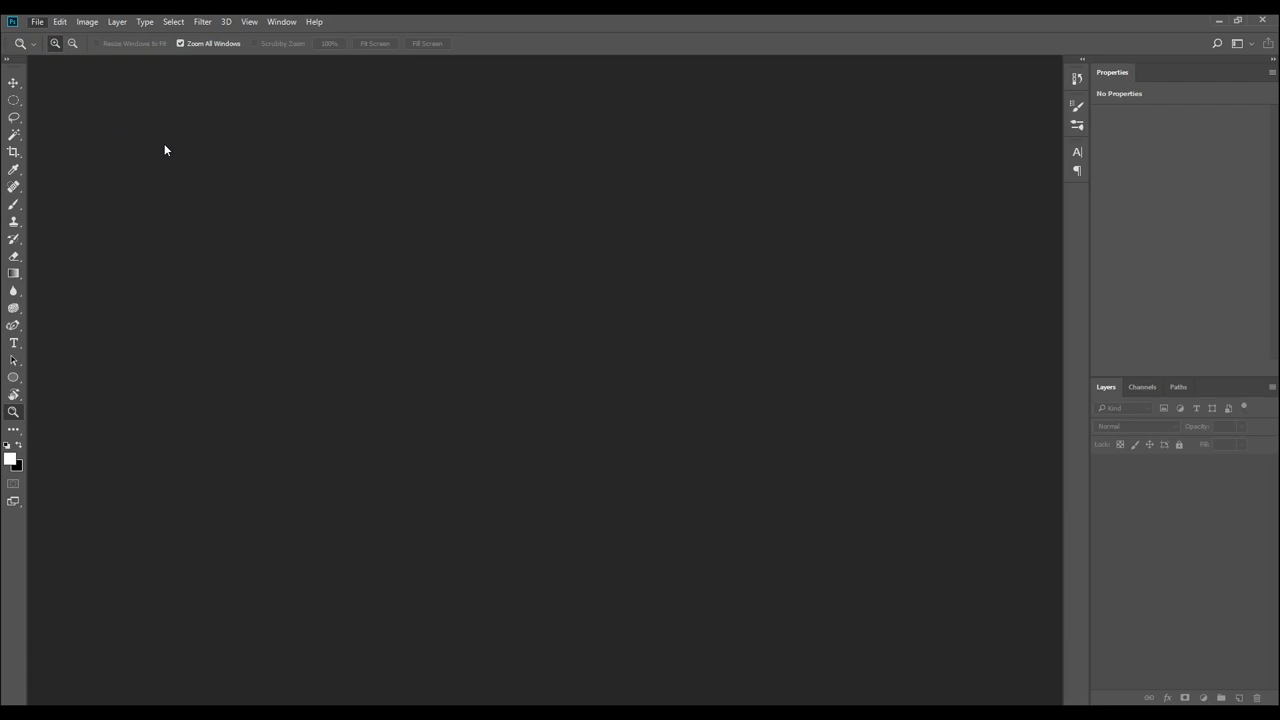 Ps File Edit Image Layer Type Select Filter 3D View Window Help
Resize Windows to Fit Zoom All Windows Scrubby Zoom 100% Fit Screen Fill Screen
Properties
No Properties
Layers Channels Paths
Kind
Normal Opacity:
Lock: Fill: